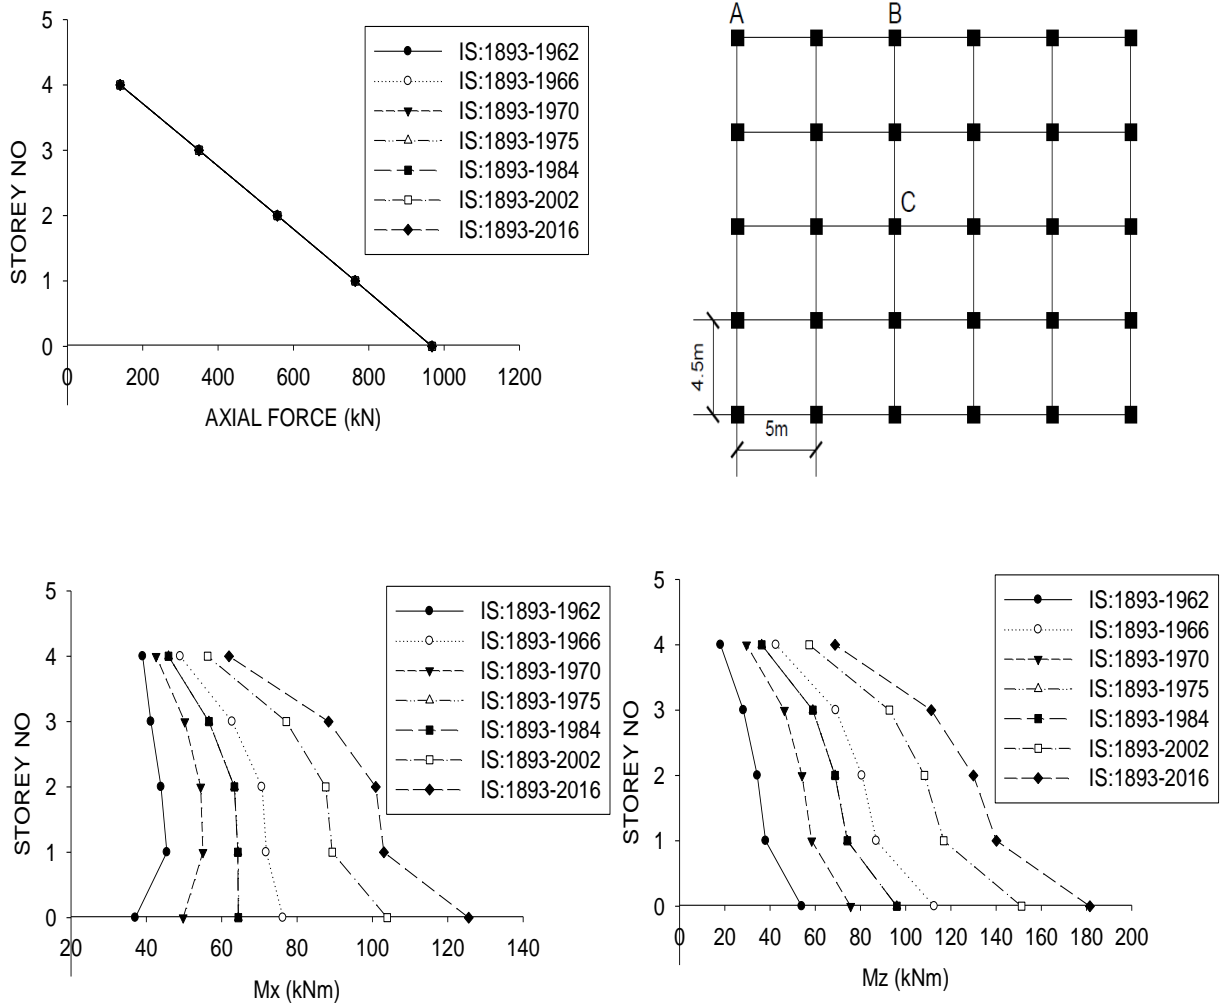 5
4
3
2
1
0
STOREY NO
0 200 400 600 800 1000 1200
AXIAL FORCE (kN)
IS:1893-1962
IS:1893-1966
IS:1893-1970
IS:1893-1975
IS:1893-1984
IS:1893-2002
IS:1893-2016
A B
C
4.5m
5m
5
4
3
2
1
0
STOREY NO
20 40 60 80 100 120 140
Mx (kNm)
IS:1893-1962
IS:1893-1966
IS:1893-1970
IS:1893-1975
IS:1893-1984
IS:1893-2002
IS:1893-2016
5
4
3
2
1
0
STOREY NO
0 20 40 60 80 100 120 140 160 180 200
Mz (kNm)
IS:1893-1962
IS:1893-1966
IS:1893-1970
IS:1893-1975
IS:1893-1984
IS:1893-2002
IS:1893-2016